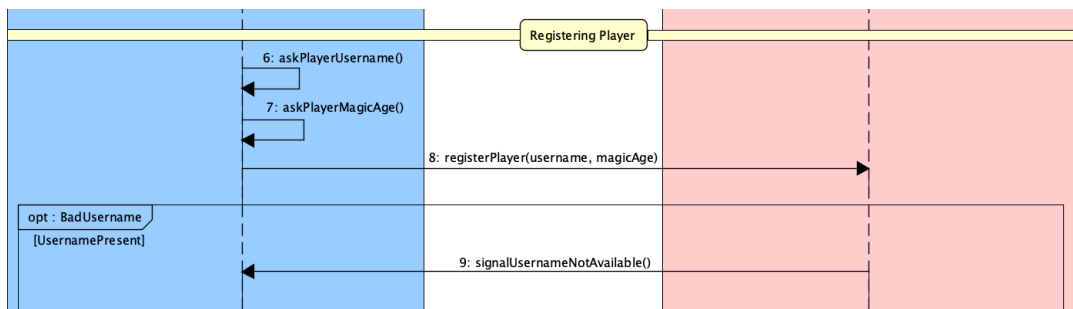 Registering Player
6: askPlayerUsername()
7: askPlayerMagicAge()
8: registerPlayer(username, magicAge)
opt : BadUsername
[UsernamePresent]
9: signalUsernameNotAvailable()